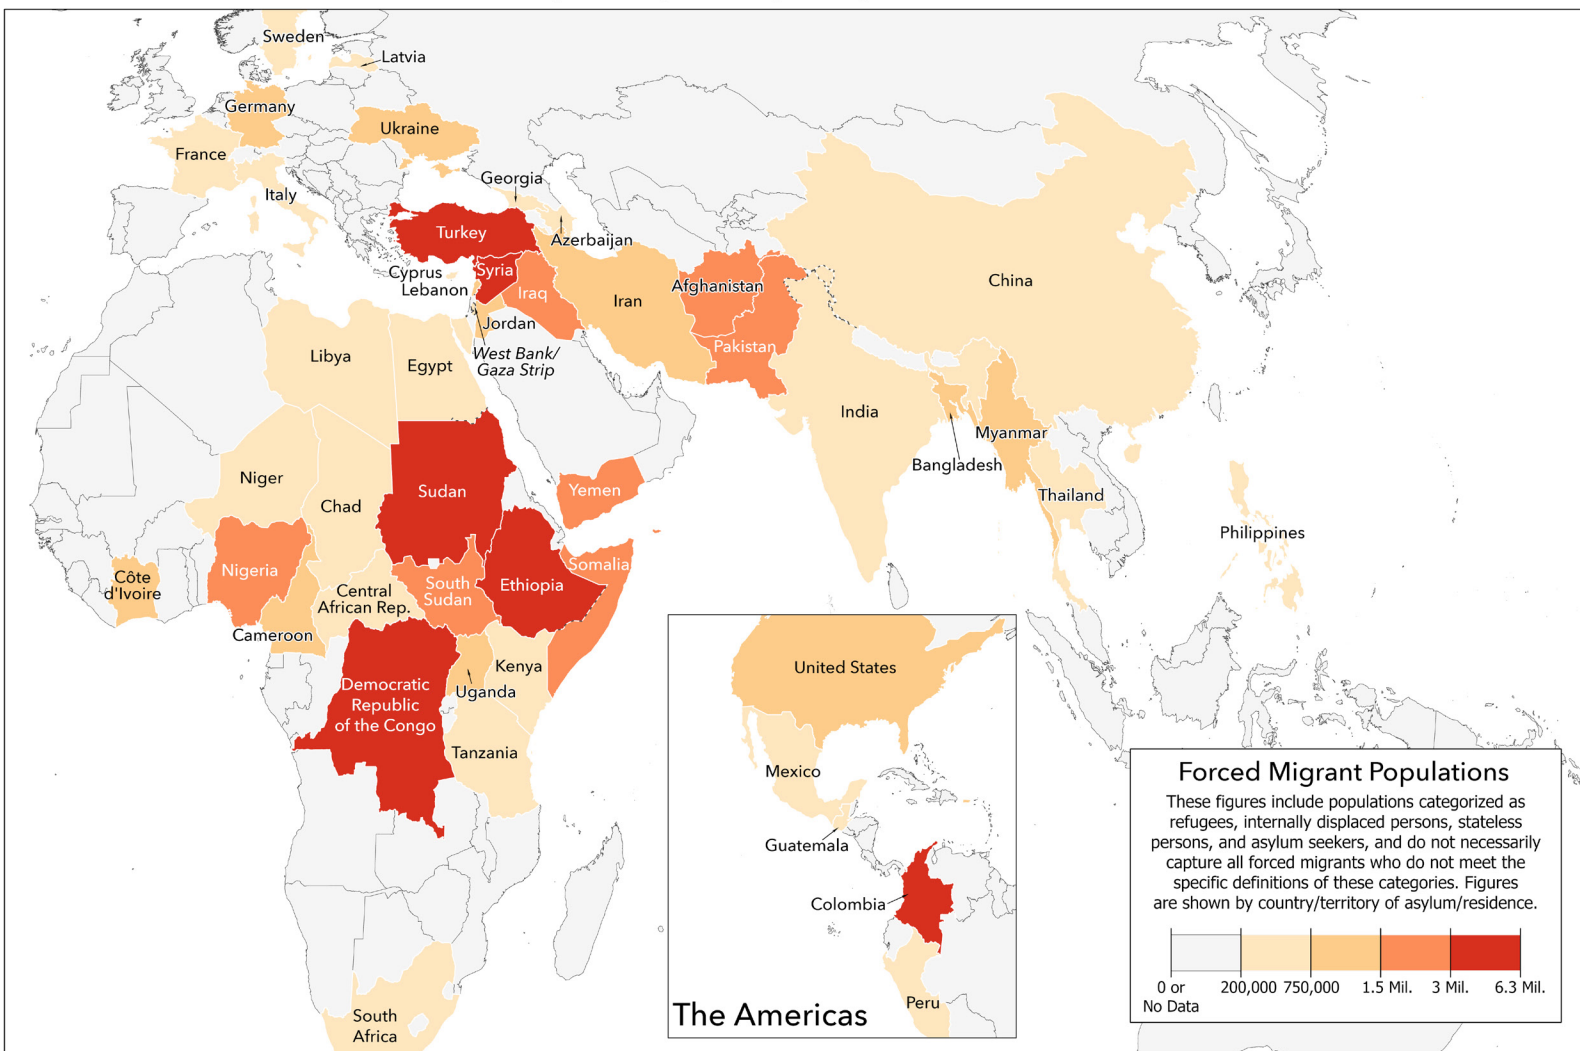 Sweden
Latvia
Germany
Ukraine
France
Georgia
Italy
Turkey
Azerbaijan
Cyprus
Syria
Lebanon
Iraq
Afghanistan
Iran
China
Jordan
Pakistan
West Bank/
Gaza Strip
Libya
Egypt
India
Myanmar
Bangladesh
Niger
Sudan
Yemen
Thailand
Chad
Philippines
Nigeria
Somalia
Côte
d'Ivoire
Central
African Rep.
South
Sudan
Ethiopia
Cameroon
Kenya
Uganda
Democratic
Republic
of the Congo
Tanzania
South
Africa
United States
Mexico
Guatemala
Colombia
Peru
The Americas
Forced Migrant Populations
These figures include populations categorized as
refugees, internally displaced persons, stateless
persons, and asylum seekers, and do not necessarily
capture all forced migrants who do not meet the
specific definitions of these categories. Figures
are shown by country/territory of asylum/residence.
0 or
No Data
200,000 750,000 1.5 Mil. 3 Mil. 6.3 Mil.